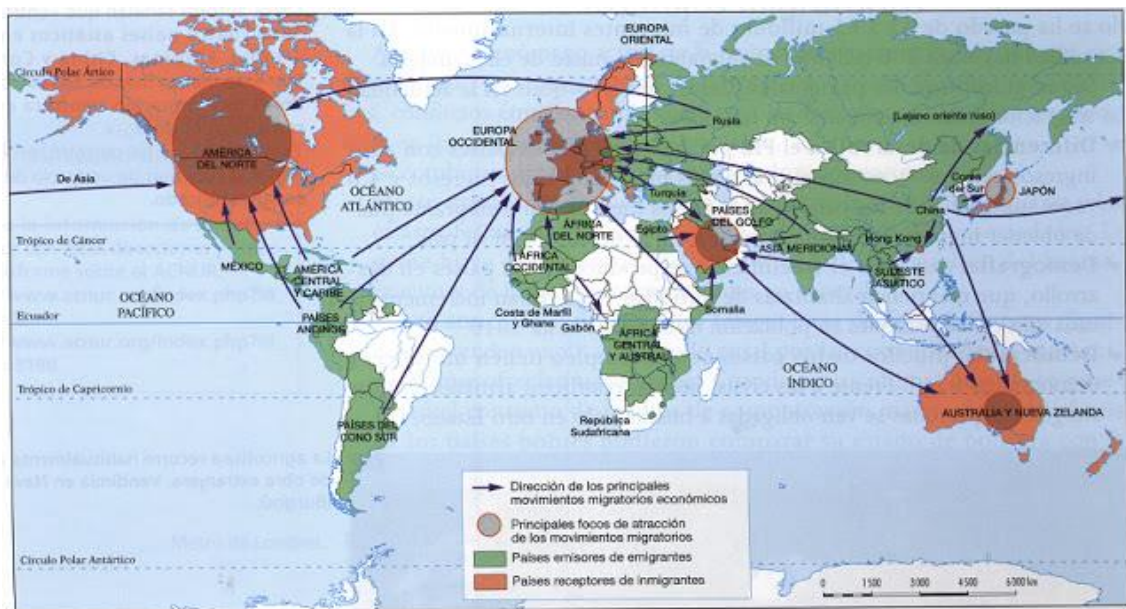 EUROPA
ORIENTAL
Círculo Polar Ártico
Rusia
(Lejano oriente ruso)
EUROPA
OCCIDENTAL
AMÉRICA
DEL NORTE
De Asia
OCÉANO
ATLÁNTICO
Turquía
Corea
del Sur
JAPÓN
China
PAÍSES
DEL GOLFO
ÁFRICA
DEL NORTE
Egipto
Trópico de Cáncer
ASIA MERIDIONAL
Hong Kong
MÉXICO
AMÉRICA
CENTRAL
Y CARIBE
ÁFRICA
OCCIDENTAL
SUDESTE
ASIÁTICO
OCÉANO
PACÍFICO
PAÍSES
ANDINOS
Costa de Marfil
y Ghana
Somalia
Ecuador
Gabón
ÁFRICA
CENTRAL
Y AUSTRAL
OCÉANO
ÍNDICO
Trópico de Capricornio
PAÍSES DEL
CONO SUR
República
Sudafricana
AUSTRALIA Y NUEVA ZELANDA
Dirección de los principales
movimientos migratorios económicos
Principales focos de atracción
de los movimientos migratorios
Países emisores de emigrantes
Países receptores de inmigrantes
Círculo Polar Antártico
0 1500 3000 4500 6000 km